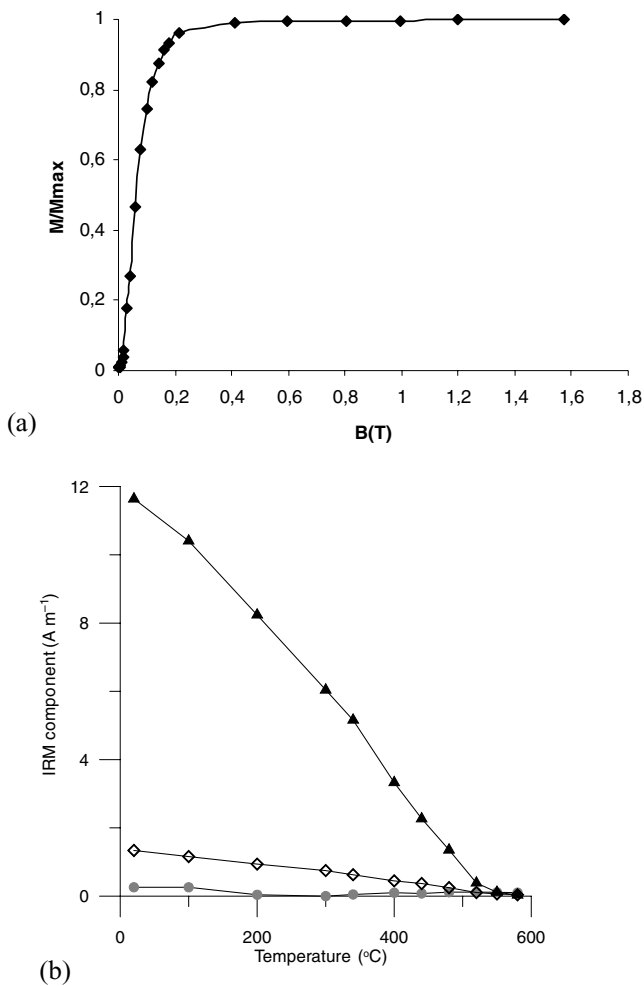 1
0,8
0,6
0,4
0,2
0
M/Mmax
0 0,2 0,4 0,6 0,8 1 1,2 1,4 1,6 1,8
B(T)
(a)
12
8
4
0
IRM component (A m⁻¹)
0 200 400 600
Temperature (°C)
(b)